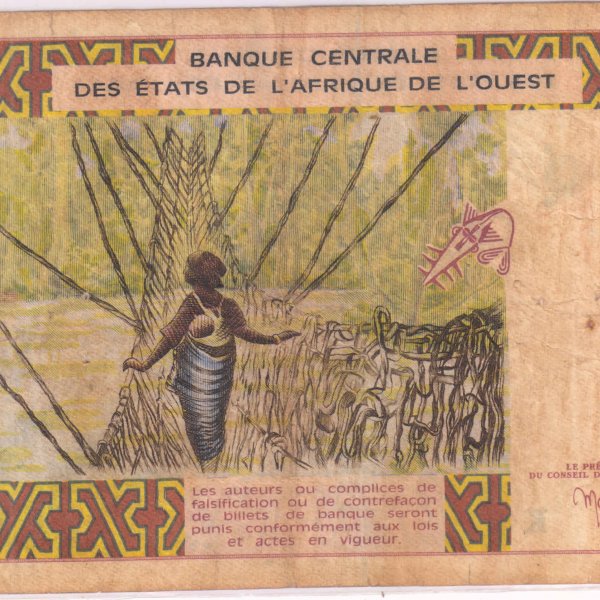 BANQUE CENTRALE
DES ÉTATS DE L'AFRIQUE DE L'OUEST
LE PRÉ
DU CONSEIL D
Les auteurs ou complices de
falsification ou de contrefaçon
de billets de banque seront
punis conformément aux lois
et actes en vigueur.